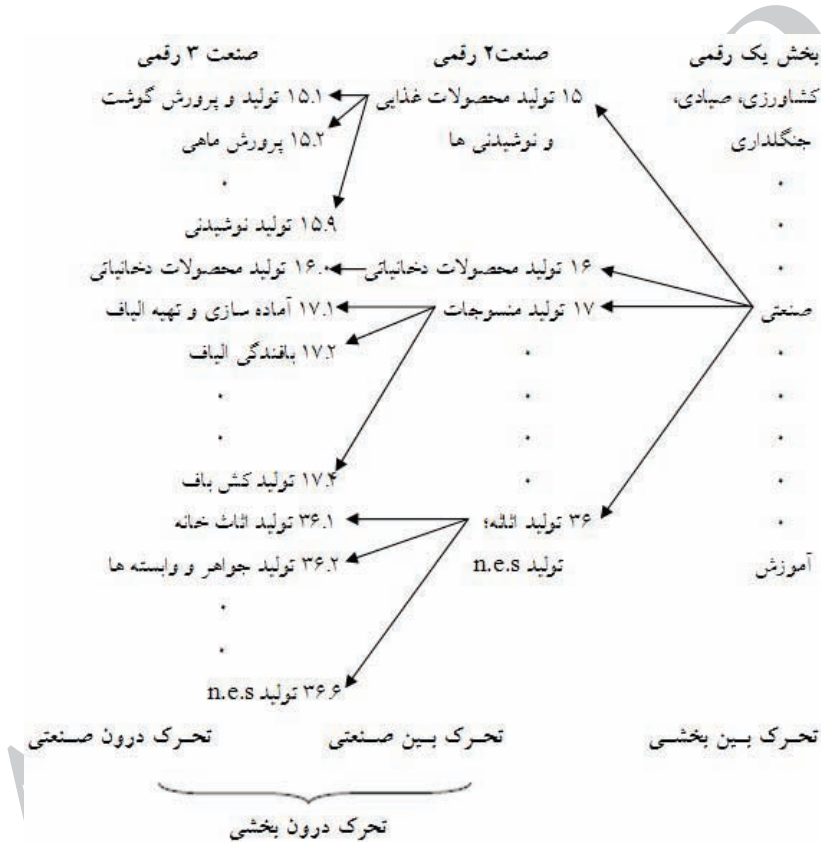 بخش یک رقمی صنعت۲ رقمی صنعت ۳ رقمی
کشاورزی، صیادی، ۱۵ تولید محصولات غذایی ۱۵.۱ تولید و پرورش گوشت
جنگلداری و نوشیدنی ها ۱۵.۲ پرورش ماهی
۱۵.۹ تولید نوشیدنی
۱۶ تولید محصولات دخانیاتی ۱۶.۰ تولید محصولات دخانیاتی
صنعتی ۱۷ تولید منسوجات ۱۷.۱ آماده سازی و تهیه الیاف
۱۷.۲ بافندگی الیاف
۱۷.۴ تولید کش باف
۳۶ تولید اثاثه؛ ۳۶.۱ تولید اثاث خانه
آموزش تولید n.e.s ۳۶.۲ تولید جواهر و وابسته ها
۳۶.۶ تولید n.e.s
تحرک بین بخشی تحرک بین صنعتی تحرک درون صنعتی
تحرک درون بخشی